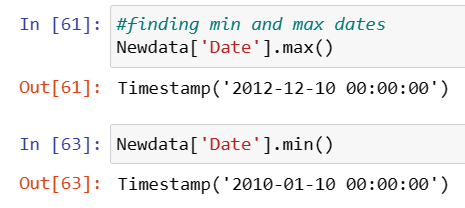 In [61]: #finding min and max dates
Newdata['Date'].max()
Out[61]: Timestamp('2012-12-10 00:00:00')
In [63]: Newdata['Date'].min()
Out[63]: Timestamp('2010-01-10 00:00:00')